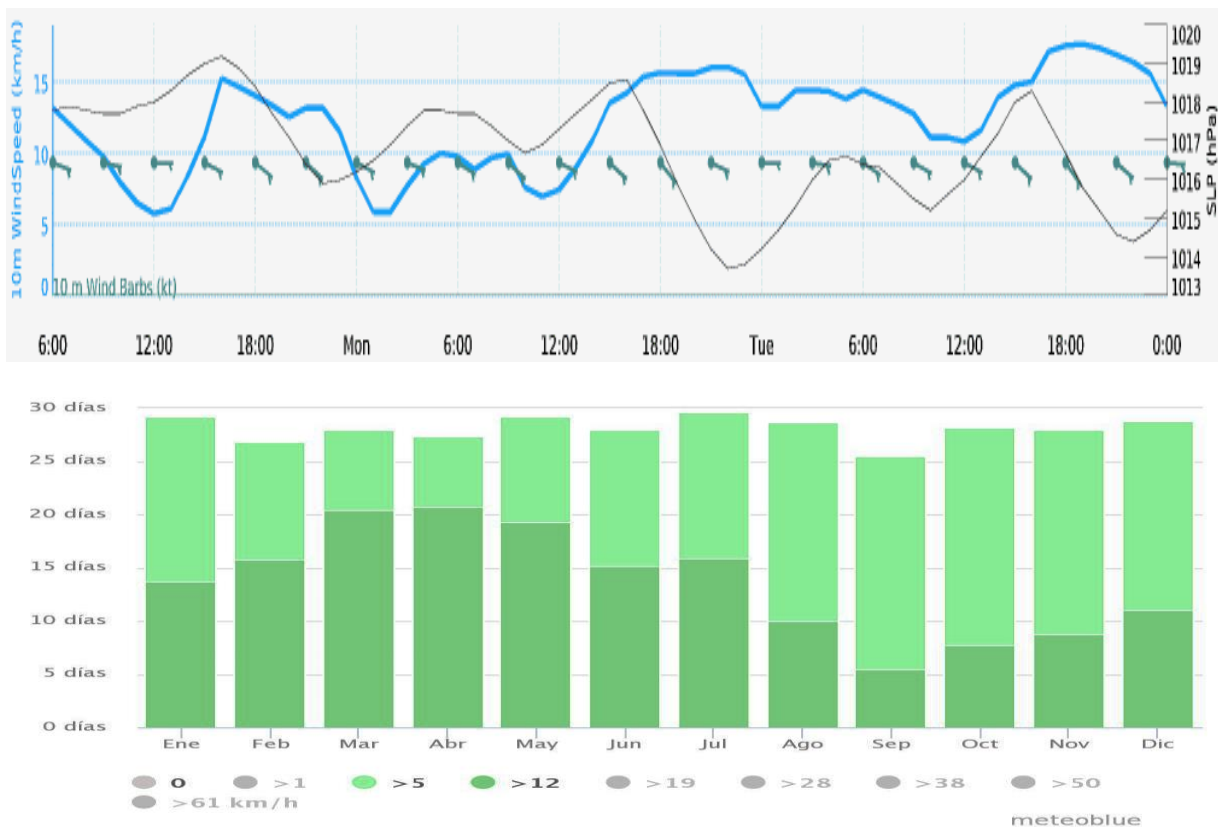 10m WindSpeed (km/h)
15
10
5
0
10 m Wind Barbs (kt)
1020
1019
1018
1017
1016
1015
1014
1013
SLP (hPa)
6:00 12:00 18:00 Mon 6:00 12:00 18:00 Tue 6:00 12:00 18:00 0:00
30 días
25 días
20 días
15 días
10 días
5 días
0 días
Ene Feb Mar Abr May Jun Jul Ago Sep Oct Nov Dic
0 >1 >5 >12 >19 >28 >38 >50
>61 km/h
meteoblue